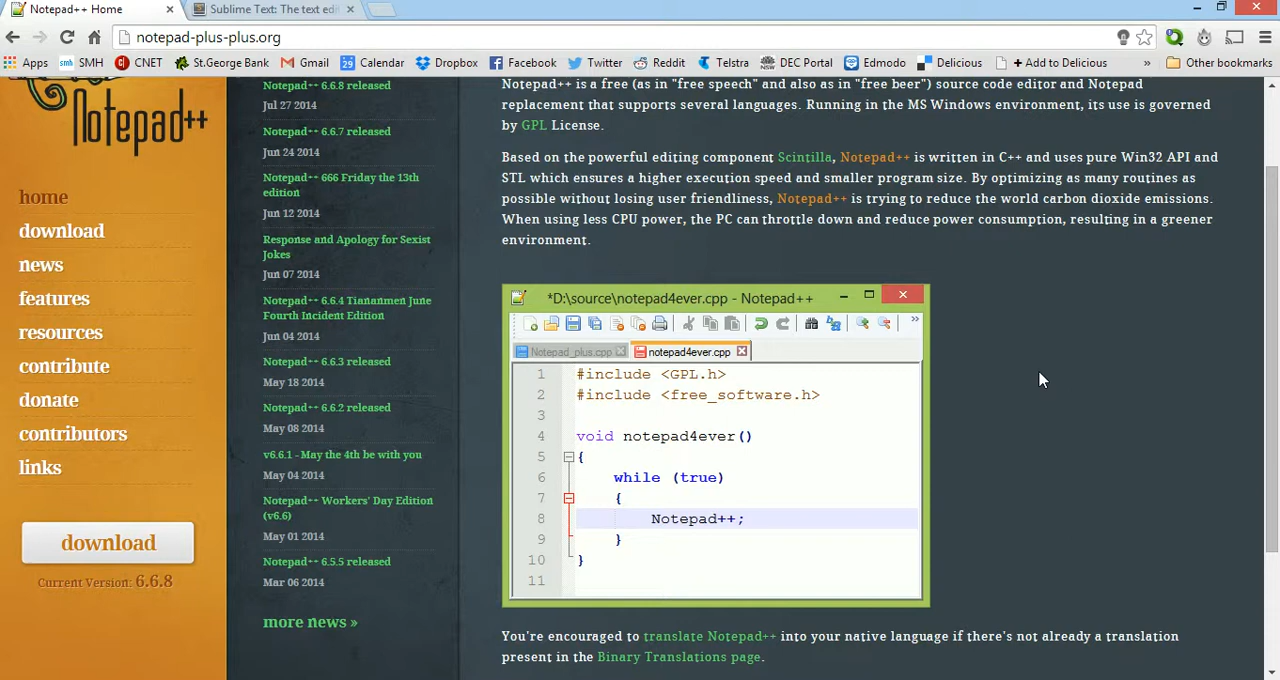 Notepad++ Home
Sublime Text: The text edi
notepad-plus-plus.org
Apps
SMH
CNET
St.George Bank
Gmail
Calendar
Dropb
Facebook
Twitter
Reddit
Telstra
DEC Portal
Edmodo
Delicious
+ Add to Delicious
»
Other bookmarks
Notepad++
home
download
news
features
resources
contribute
donate
contributors
links
download
Current Version: 6.6.8
Notepad++ 6.6.8 released
Jul 27 2014
Notepad++ 6.6.7 released
Jun 24 2014
Notepad++ 666 Friday the 13th
edition
Jun 12 2014
Response and Apology for Sexist
Jokes
Jun 07 2014
Notepad++ 6.6.4 Tiananmen June
Fourth Incident Edition
Jun 04 2014
Notepad++ 6.6.3 released
May 18 2014
Notepad++ 6.6.2 released
May 08 2014
v6.6.1 - May the 4th be with you
May 04 2014
Notepad++ Workers' Day Edition
(v6.6)
May 01 2014
Notepad++ 6.5.5 released
Mar 06 2014
more news »
Notepad++ is a free (as in "free speech" and also as in "free beer") source code editor and Notepad
replacement that supports several languages. Running in the MS Windows environment, its use is governed
by GPL License.
Based on the powerful editing component Scintilla, Notepad++ is written in C++ and uses pure Win32 API and
STL which ensures a higher execution speed and smaller program size. By optimizing as many routines as
possible without losing user friendliness, Notepad++ is trying to reduce the world carbon dioxide emissions.
When using less CPU power, the PC can throttle down and reduce power consumption, resulting in a greener
environment.
*D:\source\notepad4ever.cpp - Notepad++
»
Notepad_plus.cpp
notepad4ever.cpp
1 #include <GPL.h>
2 #include <free_software.h>
3
4 void notepad4ever()
5 {
6 while (true)
7 {
8 Notepad++;
9 }
10 }
11
You're encouraged to translate Notepad++ into your native language if there's not already a translation
present in the Binary Translations page.